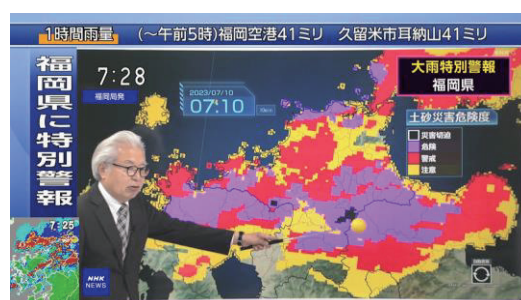 1時間雨量 (～午前5時)福岡空港41ミリ 久留米市耳納山41ミリ
福岡県に特別警報
7:28
福岡局発
2023/07/10
07:10
大雨特別警報
福岡県
土砂災害危険度
災害切迫
危険
警戒
注意
7:25
NHK
NEWS